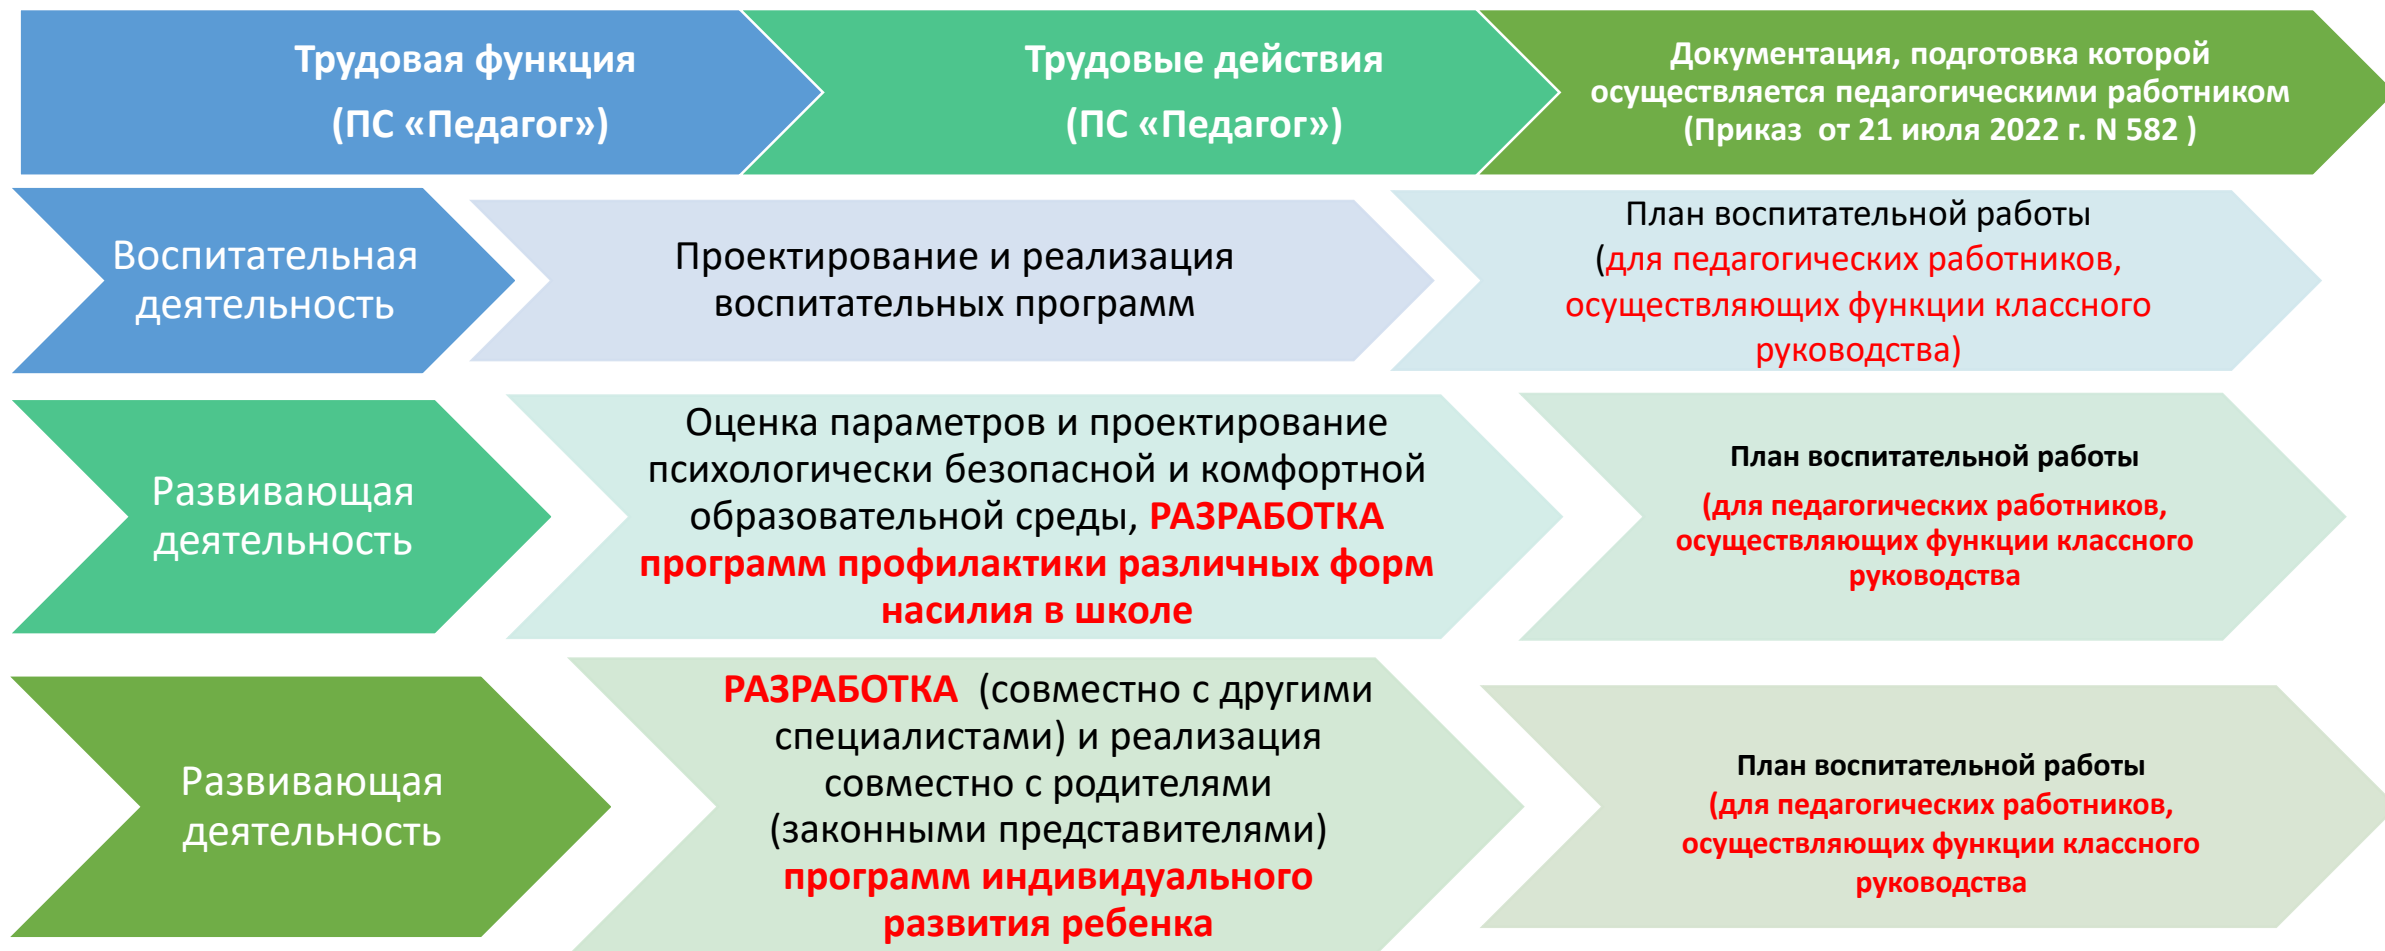 Трудовая функция
(ПС «Педагог»)
Трудовые действия
(ПС «Педагог»)
Документация, подготовка которой
осуществляется педагогическими работником
(Приказ  от 21 июля 2022 г. N 582 )
Воспитательная
деятельность
Проектирование и реализация
воспитательных программ
План воспитательной работы
(для педагогических работников,
осуществляющих функции классного
руководства)
Развивающая
деятельность
Оценка параметров и проектирование
психологически безопасной и комфортной
образовательной среды, РАЗРАБОТКА
программ профилактики различных форм
насилия в школе
План воспитательной работы
(для педагогических работников,
осуществляющих функции классного
руководства
Развивающая
деятельность
РАЗРАБОТКА  (совместно с другими
специалистами) и реализация
совместно с родителями
(законными представителями)
программ индивидуального
развития ребенка
План воспитательной работы
(для педагогических работников,
осуществляющих функции классного
руководства